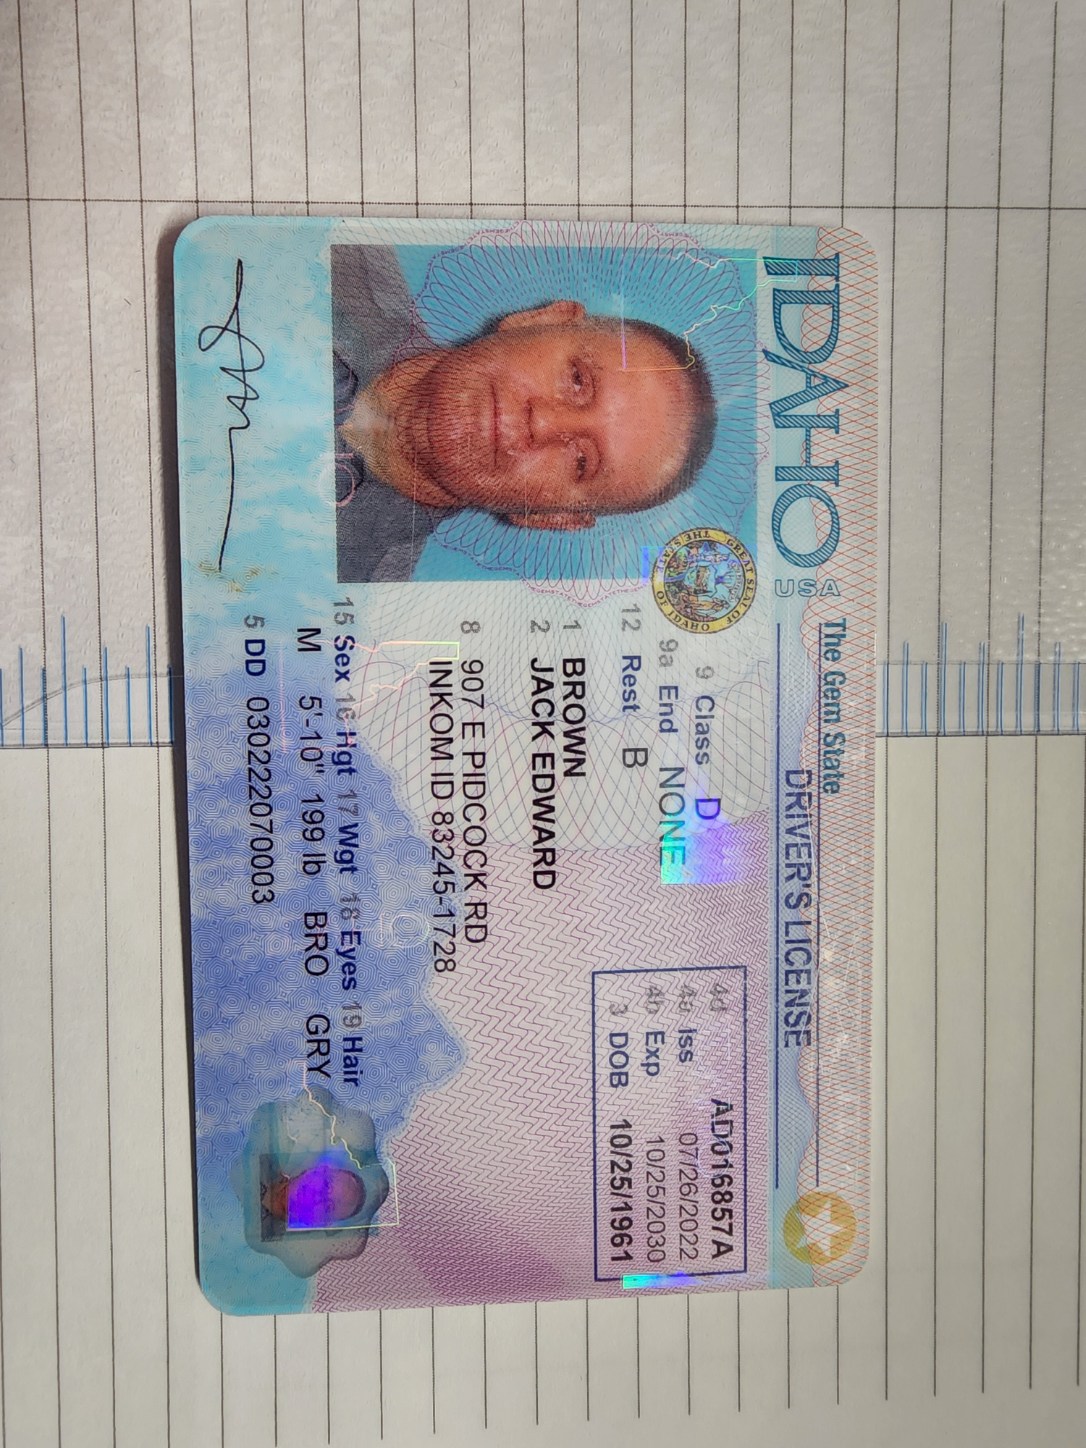 IDAHO
USA
The Gem State
DRIVER'S LICENSE
9 Class D
9a End NONE
12 Rest B
4d AD016857A
4a Iss 07/26/2022
4b Exp 10/25/2030
3 DOB 10/25/1961
1 BROWN
2 JACK EDWARD
8 907 E PIDCOCK RD
INKOM ID 83245-1728
15 Sex 16 Hgt 17 Wgt 18 Eyes 19 Hair
M 5'-10" 199 lb BRO GRY
5 DD 03022207 0003
GREAT SEAL OF THE STATE OF IDAHO